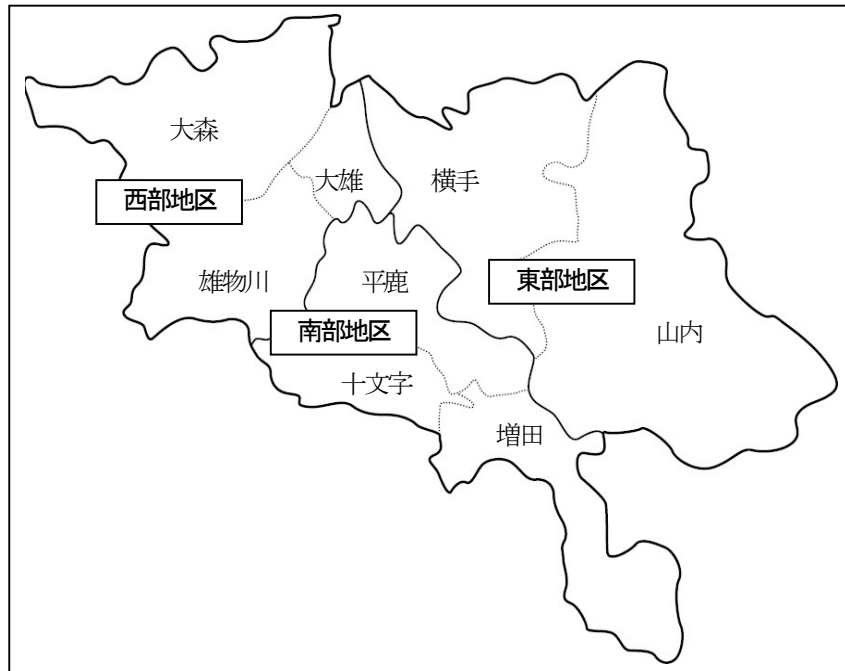 大森
大雄
横手
西部地区
雄物川
平鹿
東部地区
南部地区
山内
十文字
増田